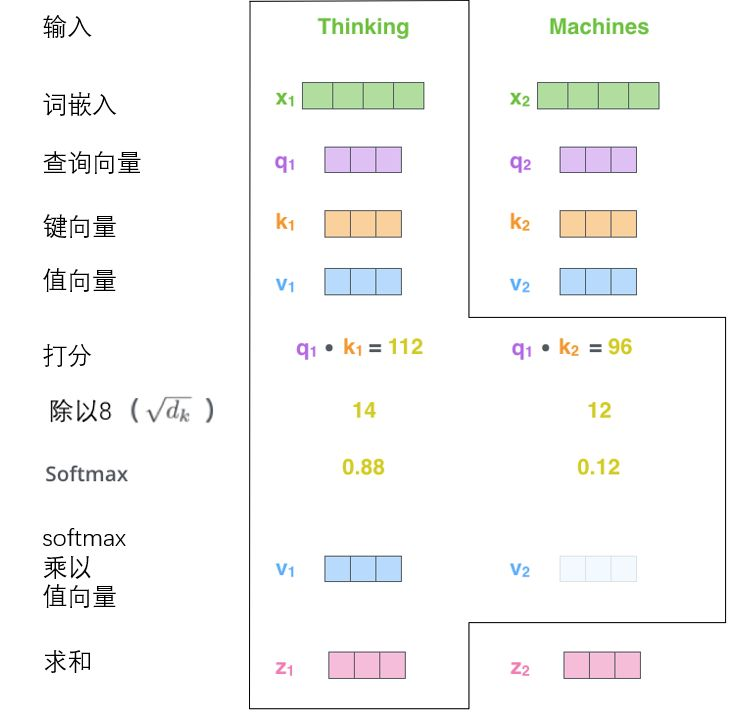 输入 Thinking Machines
词嵌入 x₁ x₂
查询向量 q₁ q₂
键向量 k₁ k₂
值向量 v₁ v₂
打分 q₁ • k₁ = 112 q₁ • k₂ = 96
除以8 (√dₖ) 14 12
Softmax 0.88 0.12
softmax
乘以 v₁ v₂
值向量
求和 z₁ z₂